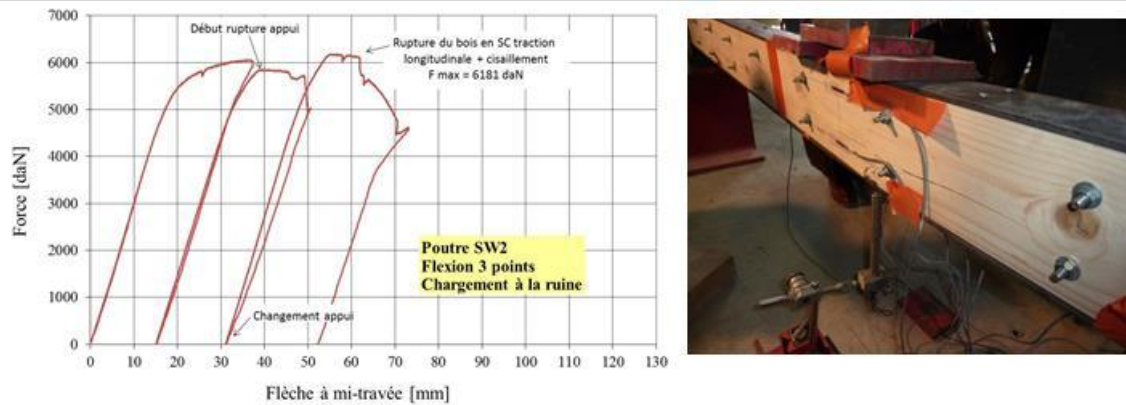 7000
6000
5000
4000
3000
2000
1000
0
Force [daN]
Début rupture appui
Rupture du bois en SC traction
longitudinale + cisaillement
F max = 6181 daN
Poutre SW2
Flexion 3 points
Chargement à la ruine
Changement appui
0 10 20 30 40 50 60 70 80 90 100 110 120 130
Flèche à mi-travée [mm]